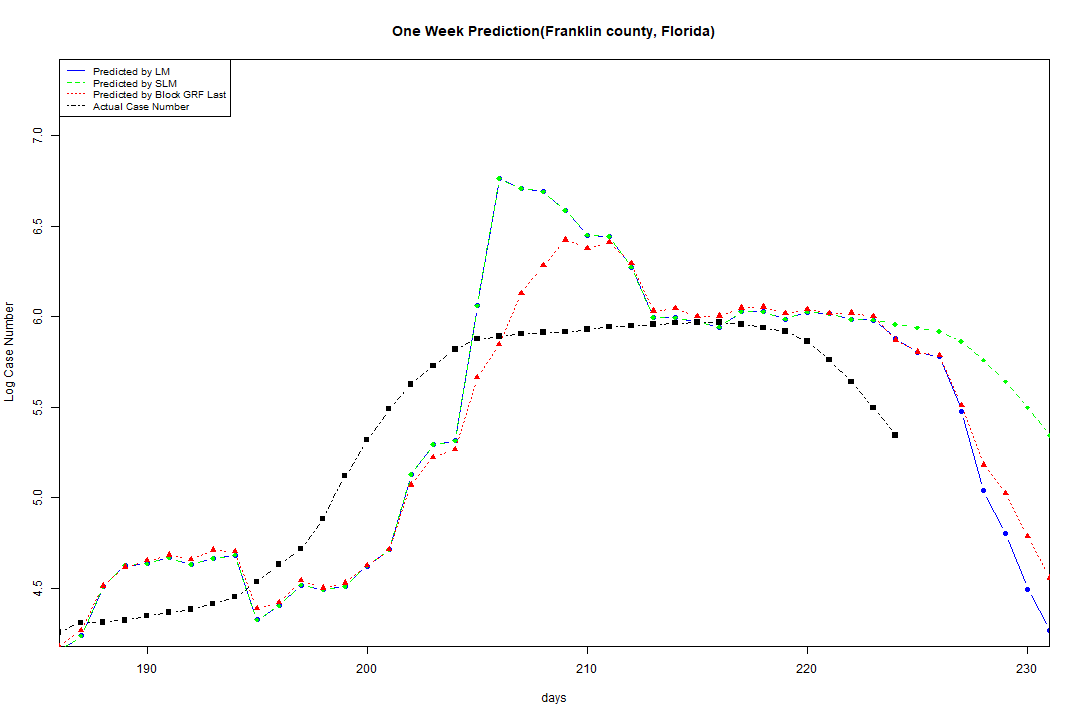 One Week Prediction(Franklin county, Florida)
Predicted by LM
Predicted by SLM
Predicted by Block GRF Last
Actual Case Number
7.0
6.5
6.0
5.5
5.0
4.5
Log Case Number
190 200 210 220 230
days